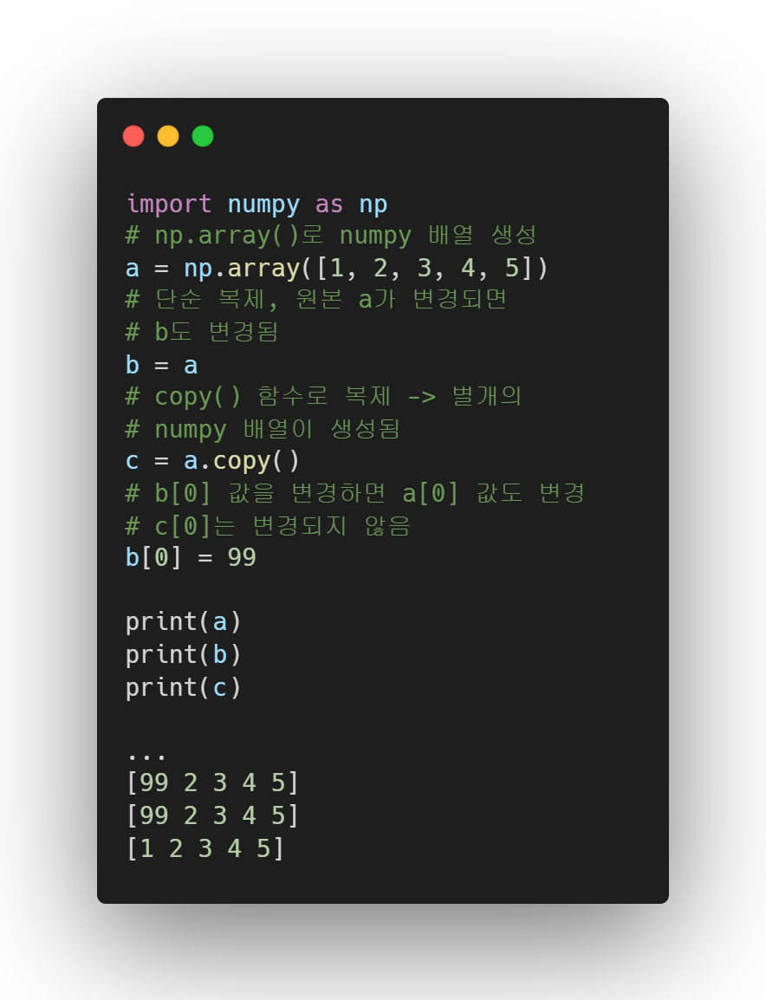 import numpy as np
# np.array()로 numpy 배열 생성
a = np.array([1, 2, 3, 4, 5])
# 단순 복제, 원본 a가 변경되면
# b도 변경됨
b = a
# copy() 함수로 복제 -> 별개의
# numpy 배열이 생성됨
c = a.copy()
# b[0] 값을 변경하면 a[0] 값도 변경
# c[0]는 변경되지 않음
b[0] = 99
print(a)
print(b)
print(c)
...
[99 2 3 4 5]
[99 2 3 4 5]
[1 2 3 4 5]